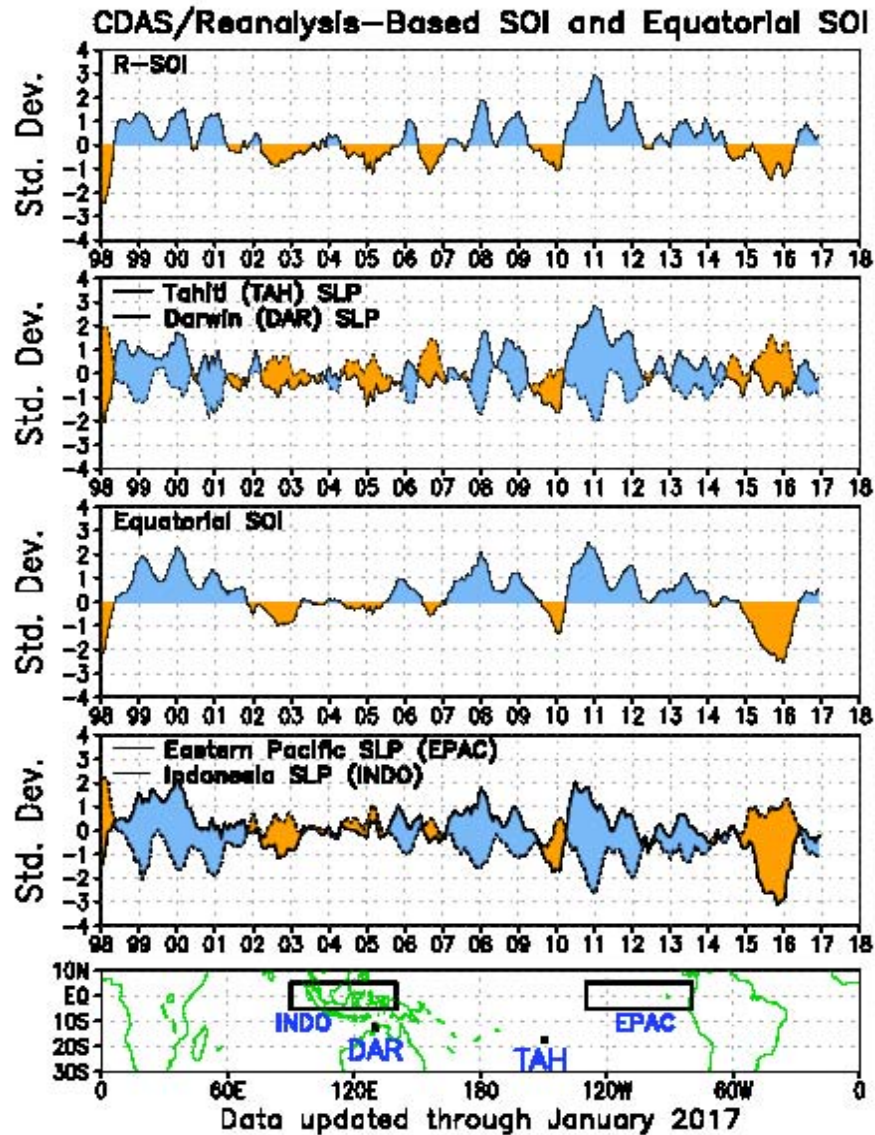 CDAS/Reanalysis-Based SOI and Equatorial SOI
Std. Dev.
4
R-SOI
3
2
1
0
-1
-2
-3
-4
98 99 00 01 02 03 04 05 06 07 08 09 10 11 12 13 14 15 16 17 18
Std. Dev.
4
3
Tahiti (TAH) SLP
Darwin (DAR) SLP
2
1
0
-1
-2
-3
-4
98 99 00 01 02 03 04 05 06 07 08 09 10 11 12 13 14 15 16 17 18
Std. Dev.
4
Equatorial SOI
3
2
1
0
-1
-2
-3
-4
98 99 00 01 02 03 04 05 06 07 08 09 10 11 12 13 14 15 16 17 18
Std. Dev.
4
Eastern Pacific SLP (EPAC)
3
Indonesia SLP (INDO)
2
1
0
-1
-2
-3
-4
98 99 00 01 02 03 04 05 06 07 08 09 10 11 12 13 14 15 16 17 18
10N
EQ
10S
20S
30S
INDO
EPAC
DAR
TAH
0 60E 120E 180 120W 60W 0
Data updated through January 2017